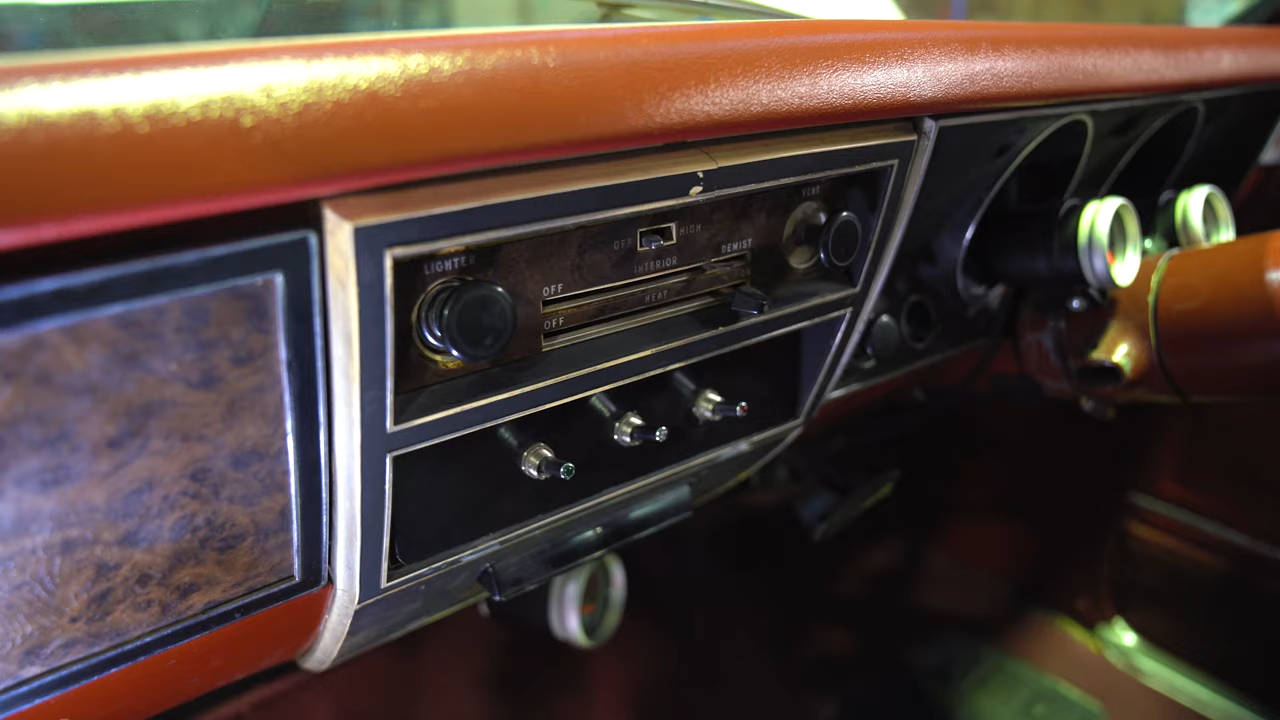 VENT
OFF HIGH
DEMIST
LIGHTER
INTERIOR
OFF
HEAT
OFF